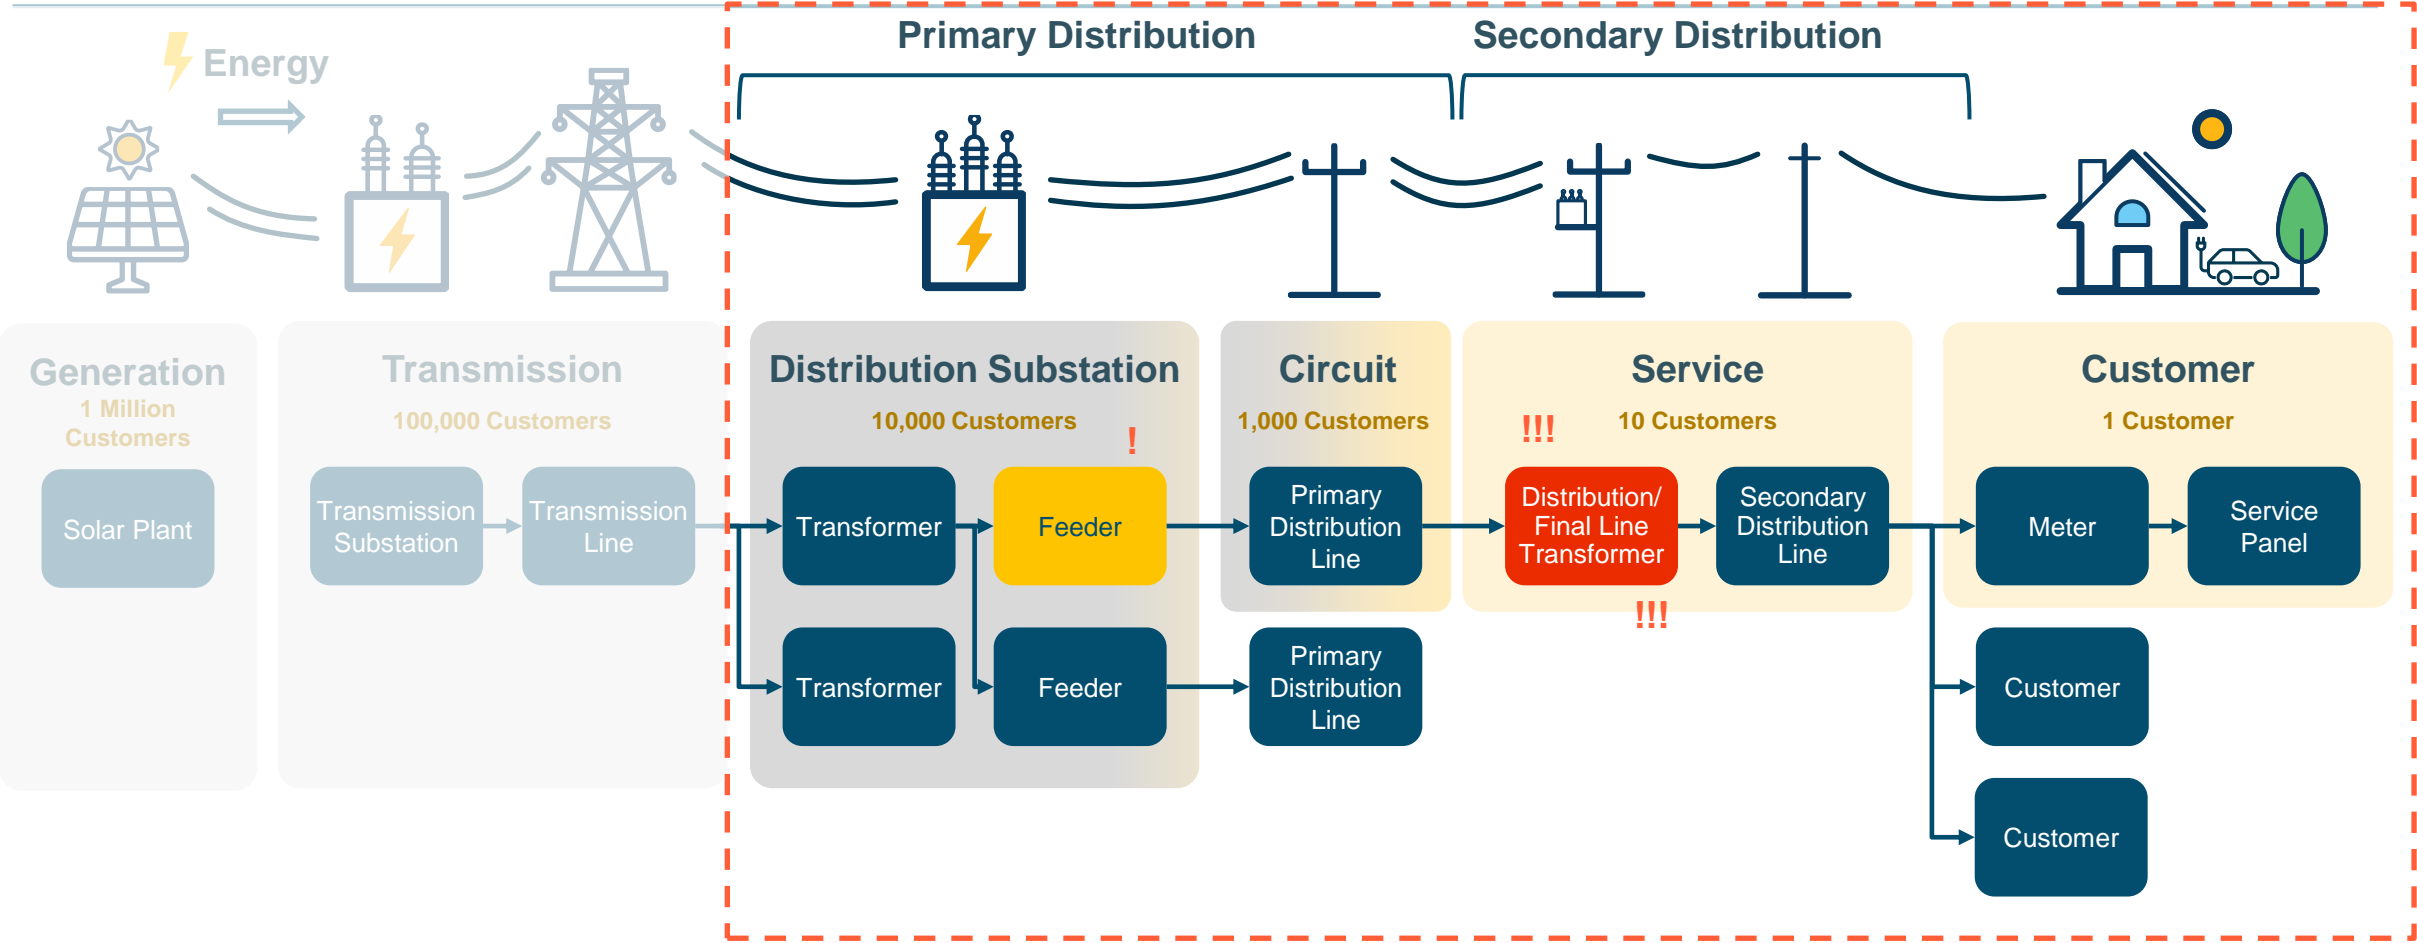 Primary Distribution
Secondary Distribution
Energy
Generation
1 Million
Customers
Solar Plant
Transmission
100,000 Customers
Transmission
Substation
Transmission
Line
Distribution Substation
10,000 Customers
!
Transformer
Feeder
Transformer
Feeder
Circuit
1,000 Customers
Primary
Distribution
Line
Primary
Distribution
Line
Service
!!!
10 Customers
Distribution/
Final Line
Transformer
Secondary
Distribution
Line
!!!
Customer
1 Customer
Meter
Service
Panel
Customer
Customer